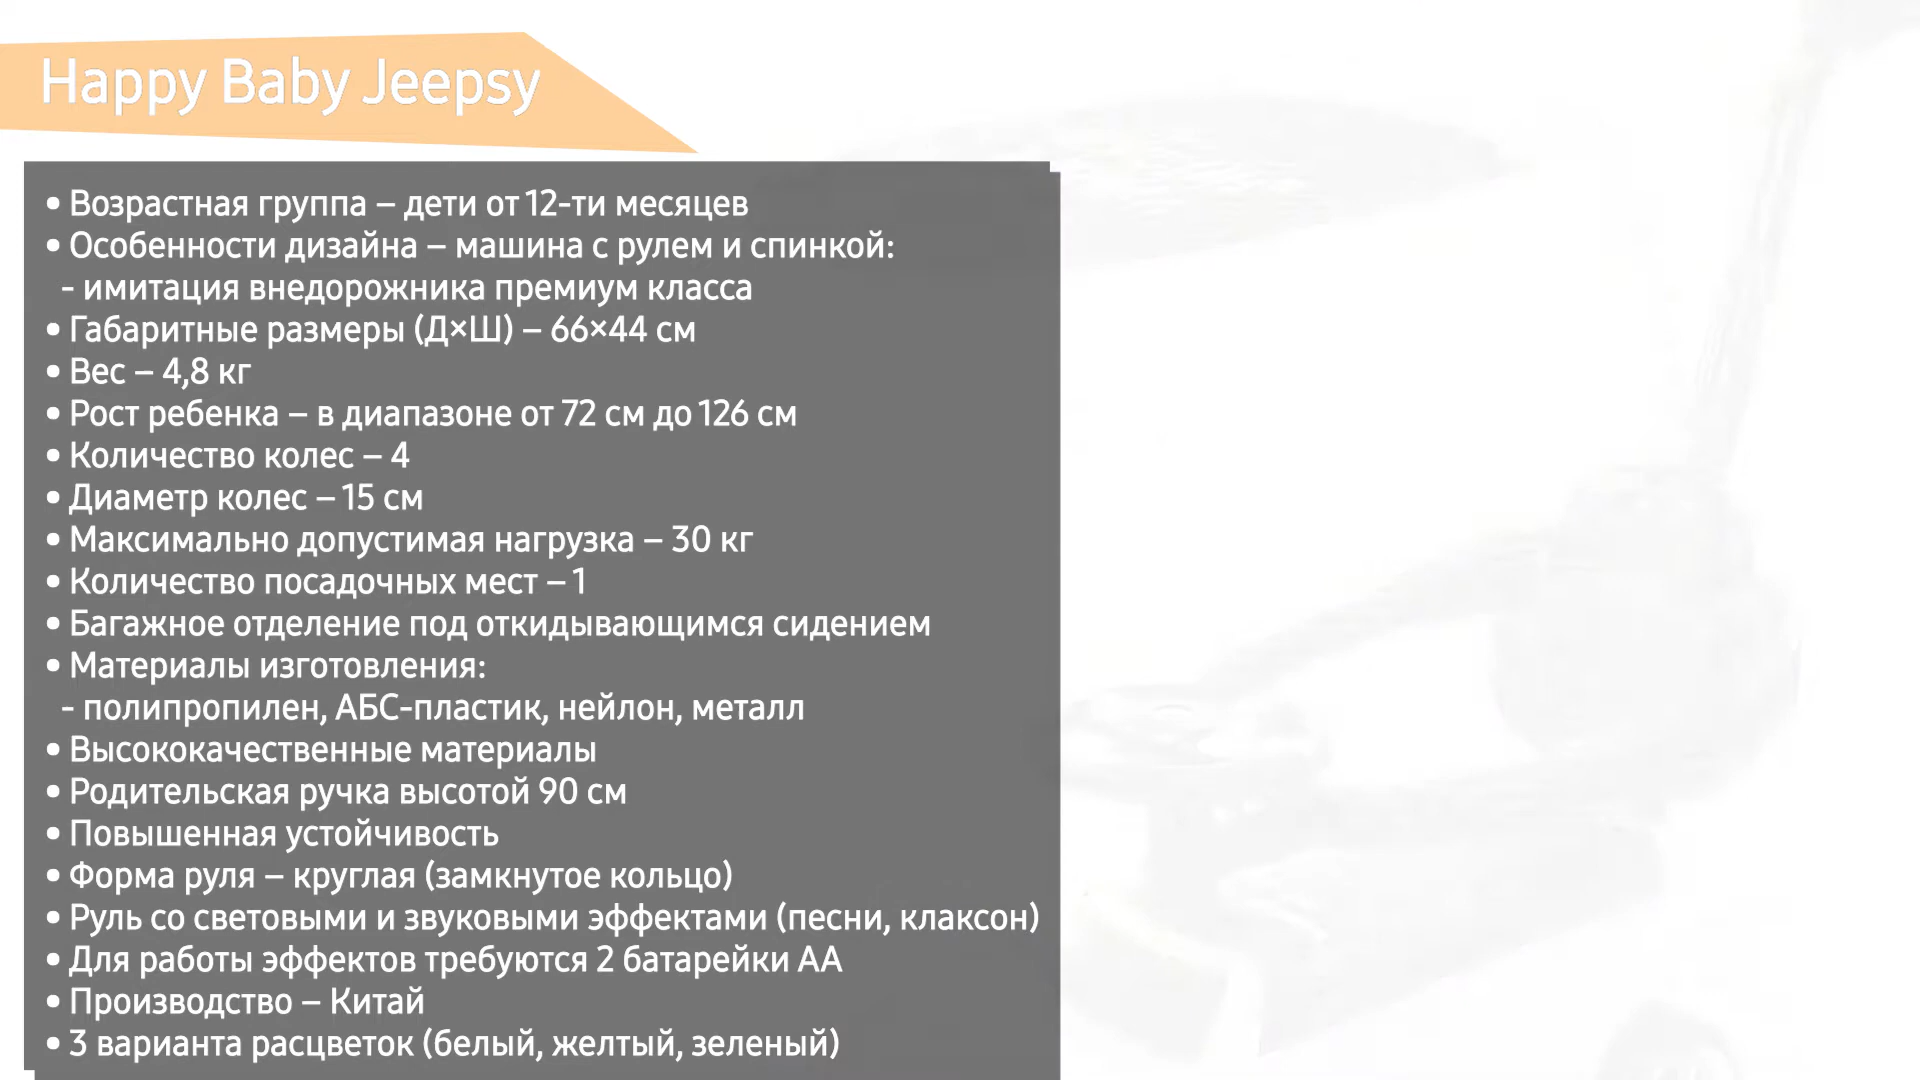 Happy Baby Jeepsy
• Возрастная группа – дети от 12-ти месяцев
• Особенности дизайна – машина с рулем и спинкой:
- имитация внедорожника премиум класса
• Габаритные размеры (Д×Ш) – 66×44 см
• Вес – 4,8 кг
• Рост ребенка – в диапазоне от 72 см до 126 см
• Количество колес – 4
• Диаметр колес – 15 см
• Максимально допустимая нагрузка – 30 кг
• Количество посадочных мест – 1
• Багажное отделение под откидывающимся сидением
• Материалы изготовления:
- полипропилен, АБС-пластик, нейлон, металл
• Высококачественные материалы
• Родительская ручка высотой 90 см
• Повышенная устойчивость
• Форма руля – круглая (замкнутое кольцо)
• Руль со световыми и звуковыми эффектами (песни, клаксон)
• Для работы эффектов требуются 2 батарейки АА
• Производство – Китай
• 3 варианта расцветок (белый, желтый, зеленый)